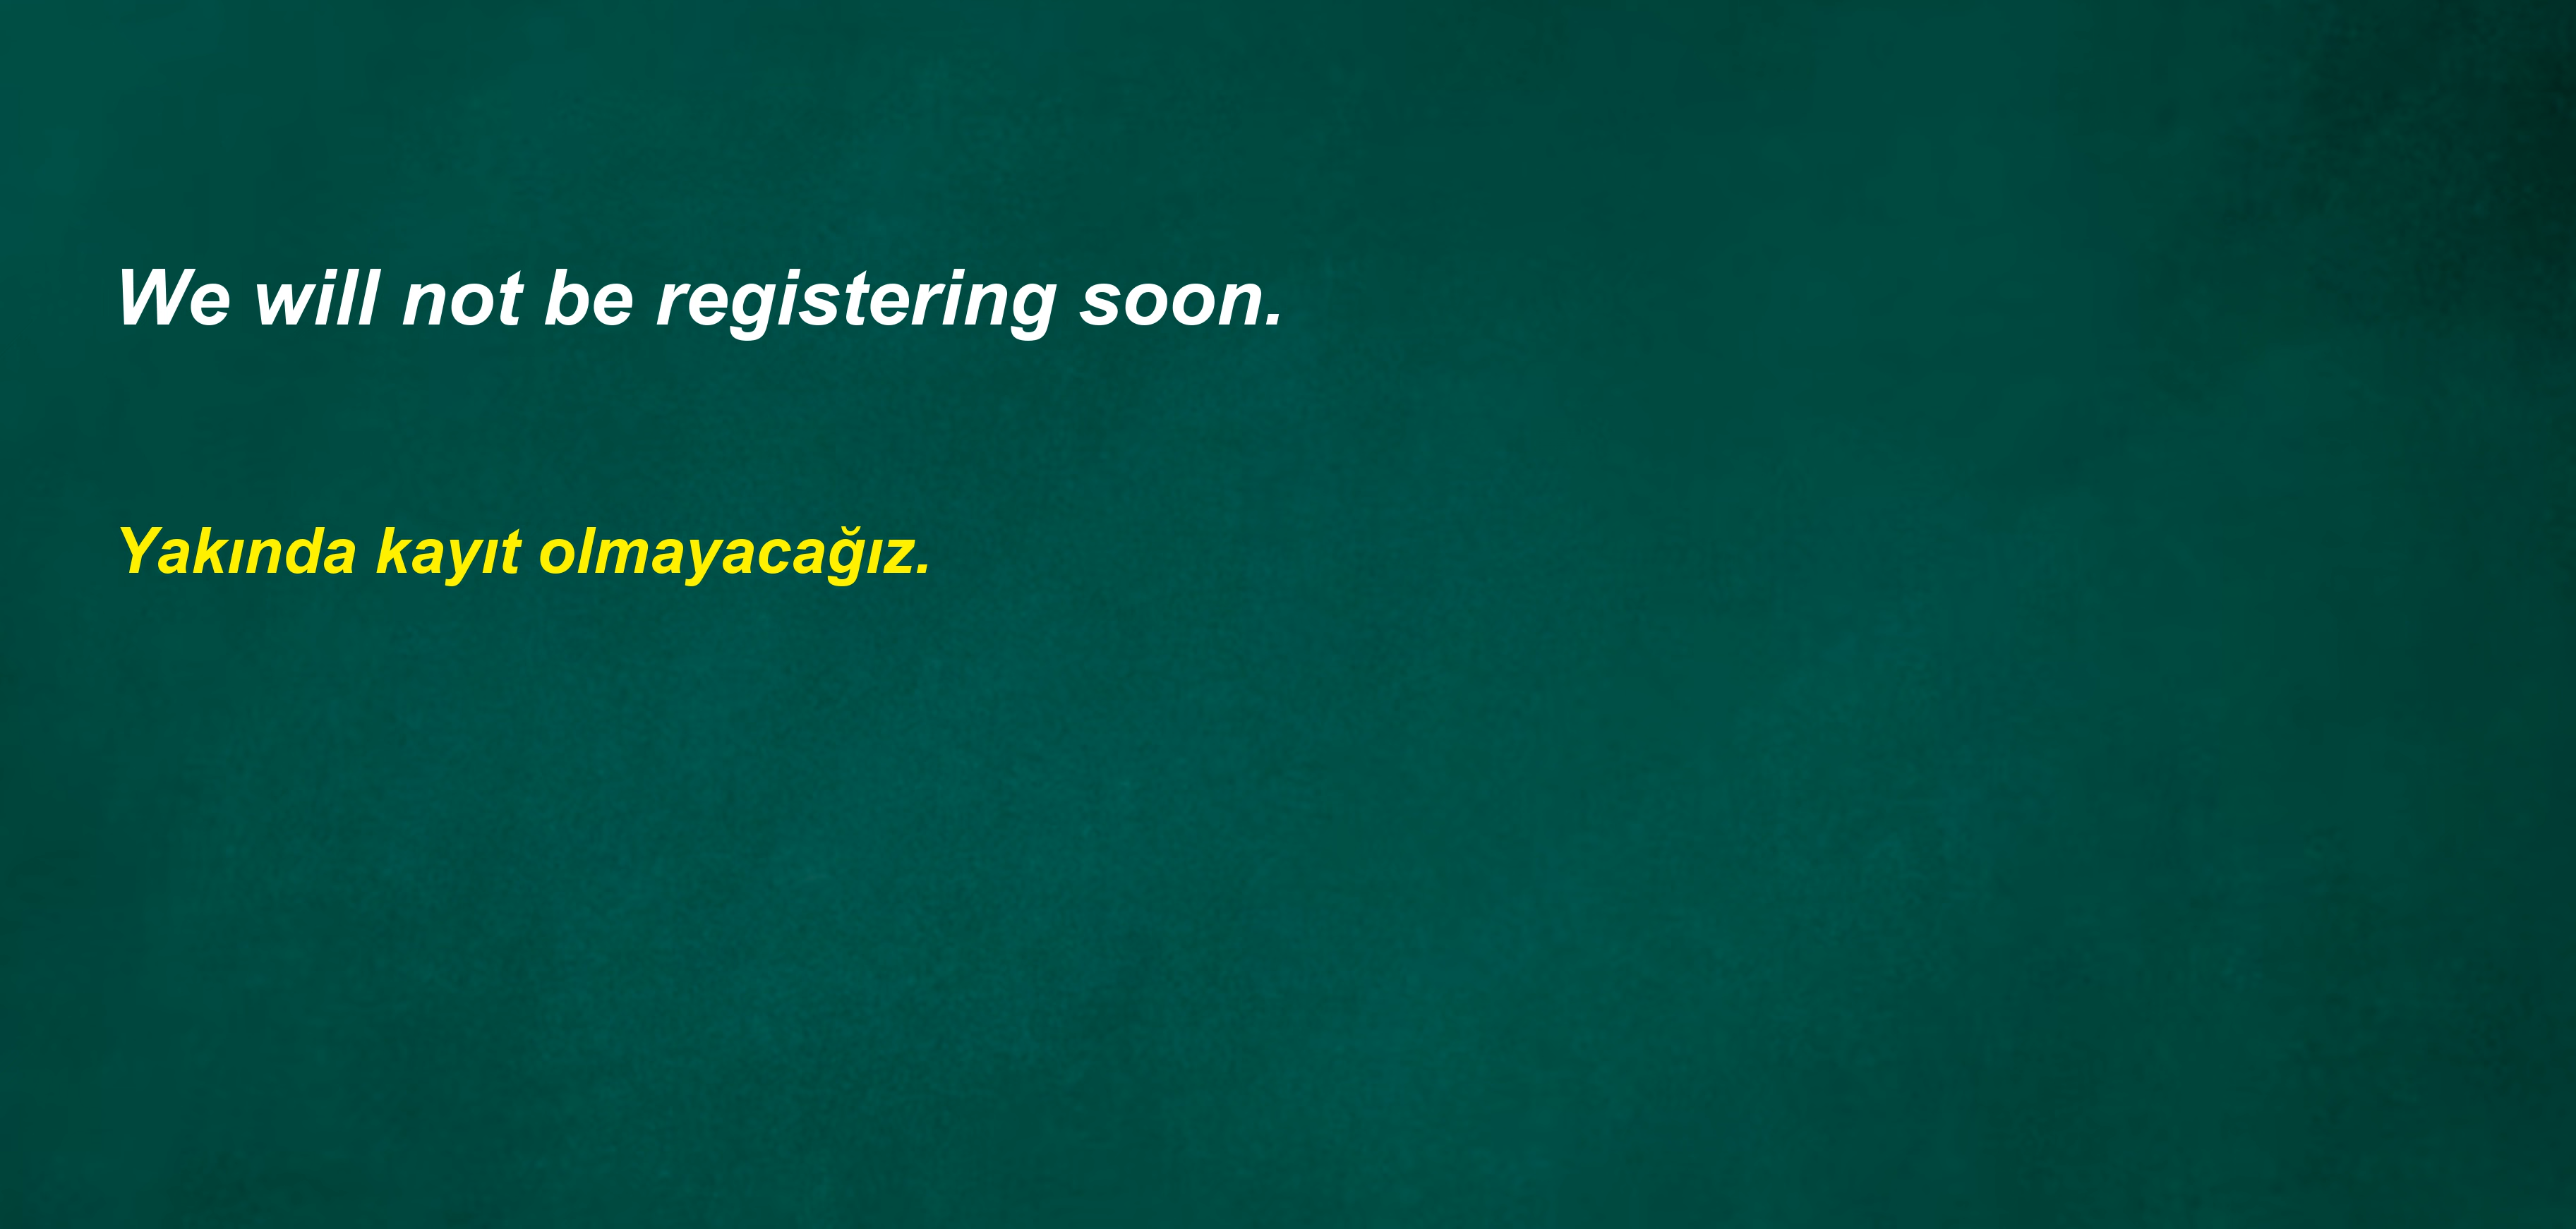 We will not be registering soon.
Yakında kayıt olmayacağız.